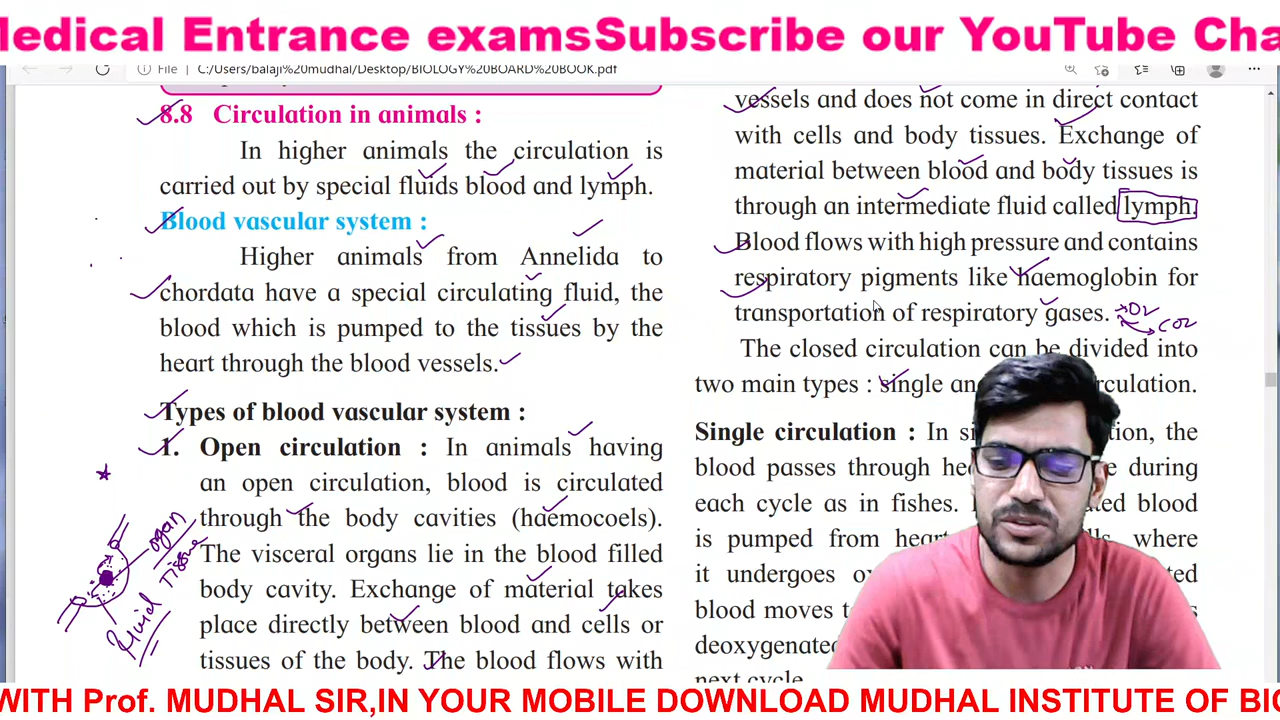 Medical Entrance examsSubscribe our YouTube Cha
File C:/Users/balaji%20mudhal/Desktop/BIOLOGY%20BOARD%20BOOK.pdf
8.8 Circulation in animals :
In higher animals the circulation is
carried out by special fluids blood and lymph.
Blood vascular system :
Higher animals from Annelida to
chordata have a special circulating fluid, the
blood which is pumped to the tissues by the
heart through the blood vessels.
Types of blood vascular system :
1. Open circulation : In animals having
an open circulation, blood is circulated
through the body cavities (haemocoels).
The visceral organs lie in the blood filled
body cavity. Exchange of material takes
place directly between blood and cells or
tissues of the body. The blood flows with
organ
Tissue
fluid
vessels and does not come in direct contact
with cells and body tissues. Exchange of
material between blood and body tissues is
through an intermediate fluid called lymph.
Blood flows with high pressure and contains
respiratory pigments like haemoglobin for
transportation of respiratory gases. →O2
CO2
The closed circulation can be divided into
two main types : single an rculation.
Single circulation : In si tion, the
blood passes through he e during
each cycle as in fishes. ted blood
is pumped from hear lls, where
it undergoes ox ted
blood moves t s
deoxygenated
next cycle.
WITH Prof. MUDHAL SIR,IN YOUR MOBILE DOWNLOAD MUDHAL INSTITUTE OF BIO